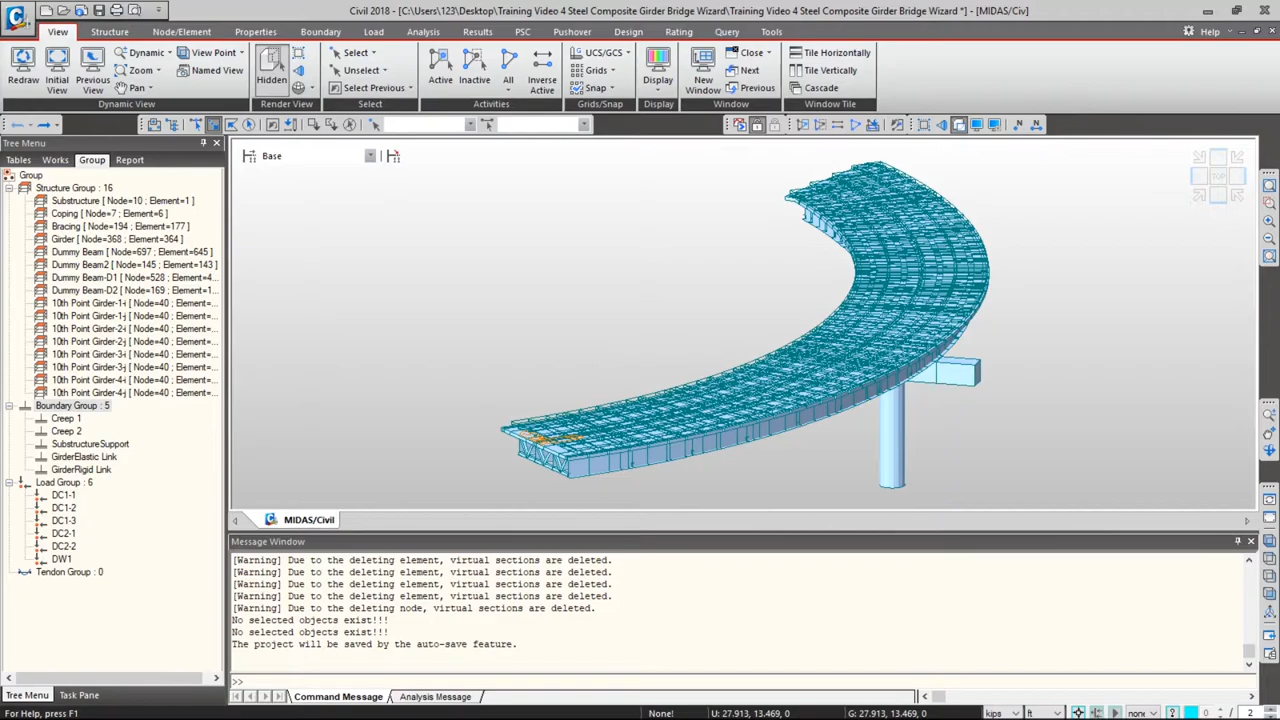 Civil 2018 - [C:\Users\123\Desktop\Training Video 4 Steel Composite Girder Bridge Wizard\Training Video 4 Steel Composite Girder Bridge Wizard *] - [MIDAS/Civ]
View Structure Node/Element Properties Boundary Load Analysis Results Pushover PSC Design Rating Query Tools Help
Redraw
Initial View
Previous View
Dynamic
Zoom
Pan
View Point
Named View
Dynamic View
Hidden
Render View
Select
Unselect
Select Previous
Select
Active
Inactive
All
Inverse Active
Activities
UCS/GCS
Grids
Snap
Grids/Snap
Display
Display
New Window
Close
Next
Previous
Window
Tile Horizontally
Tile Vertically
Cascade
Window Tile
Tree Menu
Tables Works Group Report
Group
Structure Group : 16
Substructure [ Node=10 ; Element=1 ]
Coping [ Node=7 ; Element=6 ]
Bracing [ Node=194 ; Element=177 ]
Girder [ Node=368 ; Element=364 ]
Dummy Beam [ Node=697 ; Element=645 ]
Dummy Beam2 [ Node=145 ; Element=143 ]
Dummy Beam-D1 [ Node=528 ; Element=4...
Dummy Beam-D2 [ Node=169 ; Element=1...
10th Point Girder-1-i [ Node=40 ; Element=...
10th Point Girder-1-j [ Node=40 ; Element=...
10th Point Girder-2-i [ Node=40 ; Element=...
10th Point Girder-2-j [ Node=40 ; Element=...
10th Point Girder-3-i [ Node=40 ; Element=...
10th Point Girder-3-j [ Node=40 ; Element=...
10th Point Girder-4-i [ Node=40 ; Element=...
10th Point Girder-4-j [ Node=40 ; Element=...
Boundary Group : 5
Creep 1
Creep 2
SubstructureSupport
GirderElastic Link
GirderRigid Link
Load Group : 6
DC1-1
DC1-2
DC1-3
DC2-1
DC2-2
DW1
Tendon Group : 0
Tree Menu Task Pane
Base
TOP
MIDAS/Civil
Message Window
[Warning] Due to the deleting element, virtual sections are deleted.
[Warning] Due to the deleting element, virtual sections are deleted.
[Warning] Due to the deleting element, virtual sections are deleted.
[Warning] Due to the deleting element, virtual sections are deleted.
[Warning] Due to the deleting node, virtual sections are deleted.
No selected objects exist!!!
No selected objects exist!!!
The project will be saved by the auto-save feature.
>>
Command Message Analysis Message
For Help, press F1
None!
U: 27.913, 13.469, 0
G: 27.913, 13.469, 0
kips
ft
none
?
0
/ 2